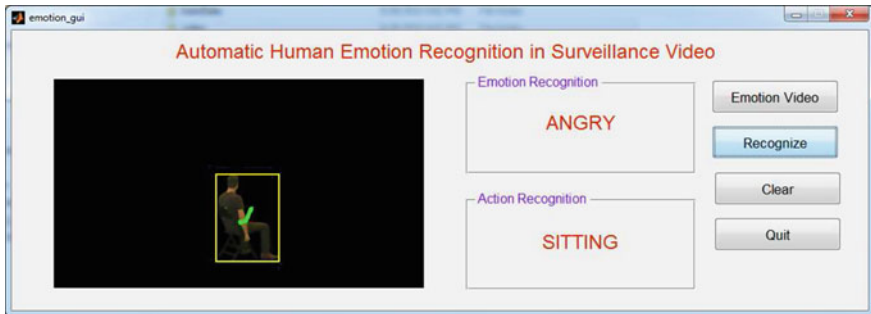 emotion_gui
Automatic Human Emotion Recognition in Surveillance Video
Emotion Recognition
ANGRY
Action Recognition
SITTING
Emotion Video
Recognize
Clear
Quit